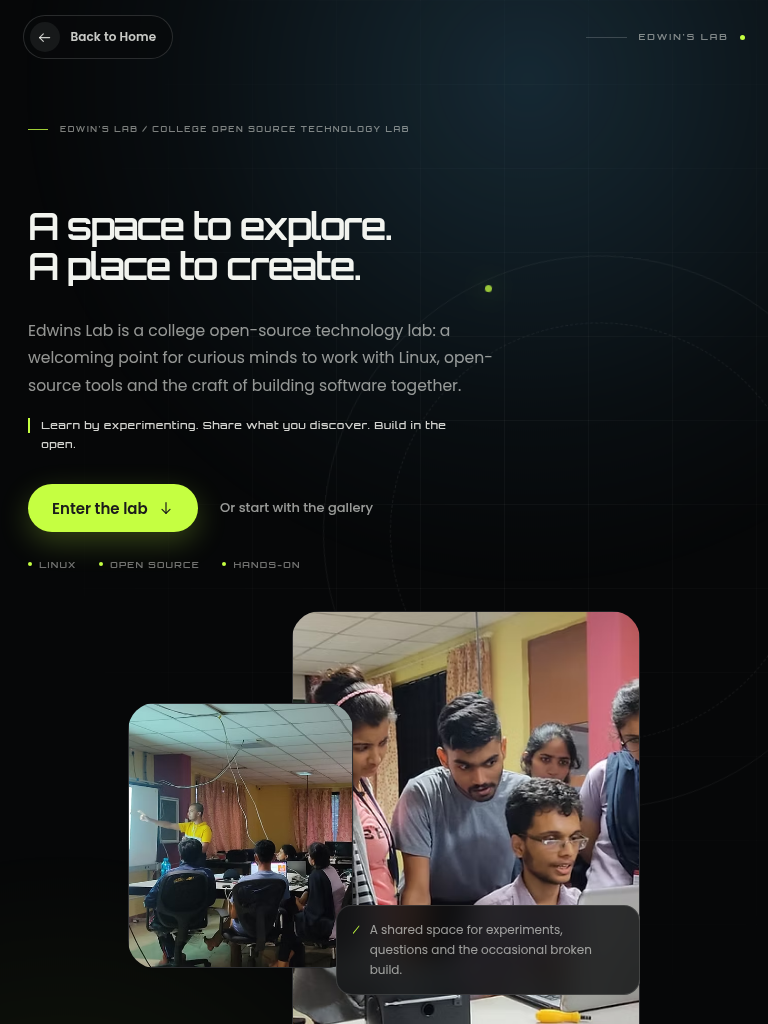 Back to Home
EDWIN'S LAB
EDWIN'S LAB / COLLEGE OPEN SOURCE TECHNOLOGY LAB
A space to explore.
A place to create.
Edwins Lab is a college open-source technology lab: a
welcoming point for curious minds to work with Linux, open-
source tools and the craft of building software together.
Learn by experimenting. Share what you discover. Build in the
open.
Enter the lab
Or start with the gallery
LINUX
OPEN SOURCE
HANDS-ON
A shared space for experiments,
questions and the occasional broken
build.